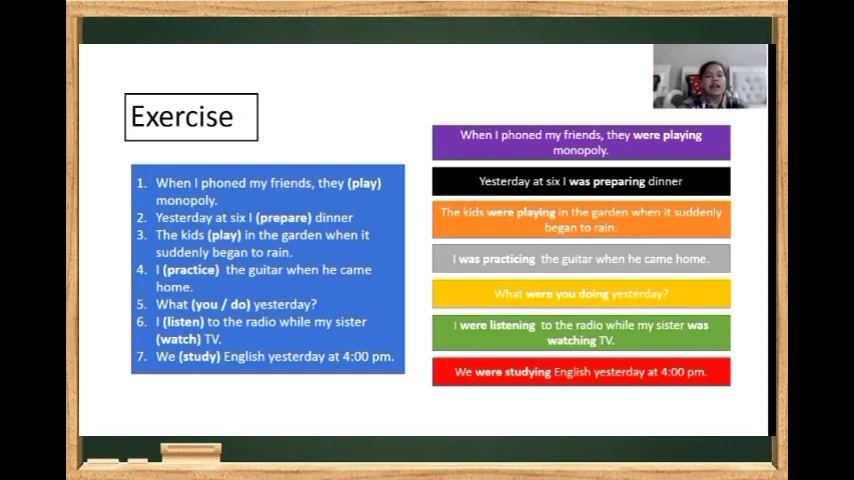 Exercise
1. When I phoned my friends, they (play)
monopoly.
2. Yesterday at six I (prepare) dinner
3. The kids (play) in the garden when it
suddenly began to rain.
4. I (practice) the guitar when he came
home.
5. What (you / do) yesterday?
6. I (listen) to the radio while my sister
(watch) TV.
7. We (study) English yesterday at 4:00 pm.
When I phoned my friends, they were playing
monopoly.
Yesterday at six I was preparing dinner
The kids were playing in the garden when it suddenly
began to rain.
I was practicing the guitar when he came home.
What were you doing yesterday?
I were listening to the radio while my sister was
watching TV.
We were studying English yesterday at 4:00 pm.